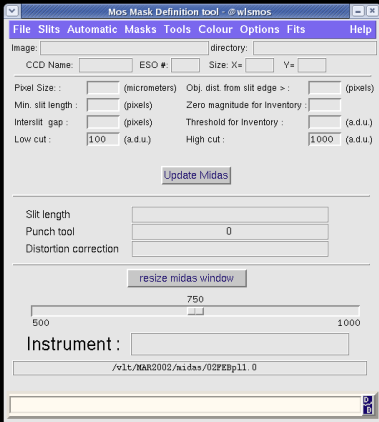 Mos Mask Definition tool - @wlsmos
File Slits Automatic Masks Tools Colour Options Fits Help
Image: directory:
CCD Name: ESO #: Size: X= Y=
Pixel Size: : (micrometers) Obj. dist. from slit edge > : (pixels)
Min. slit length : (pixels) Zero magnitude for Inventory :
Interslit gap : (pixels) Threshold for Inventory : (a.d.u.)
Low cut : 100 (a.d.u.) High cut : 1000 (a.d.u.)
Update Midas
Slit length
Punch tool 0
Distortion correction
resize midas window
750
500 1000
Instrument :
/vlt/MAR2002/midas/02FEBpl1.0
D
D